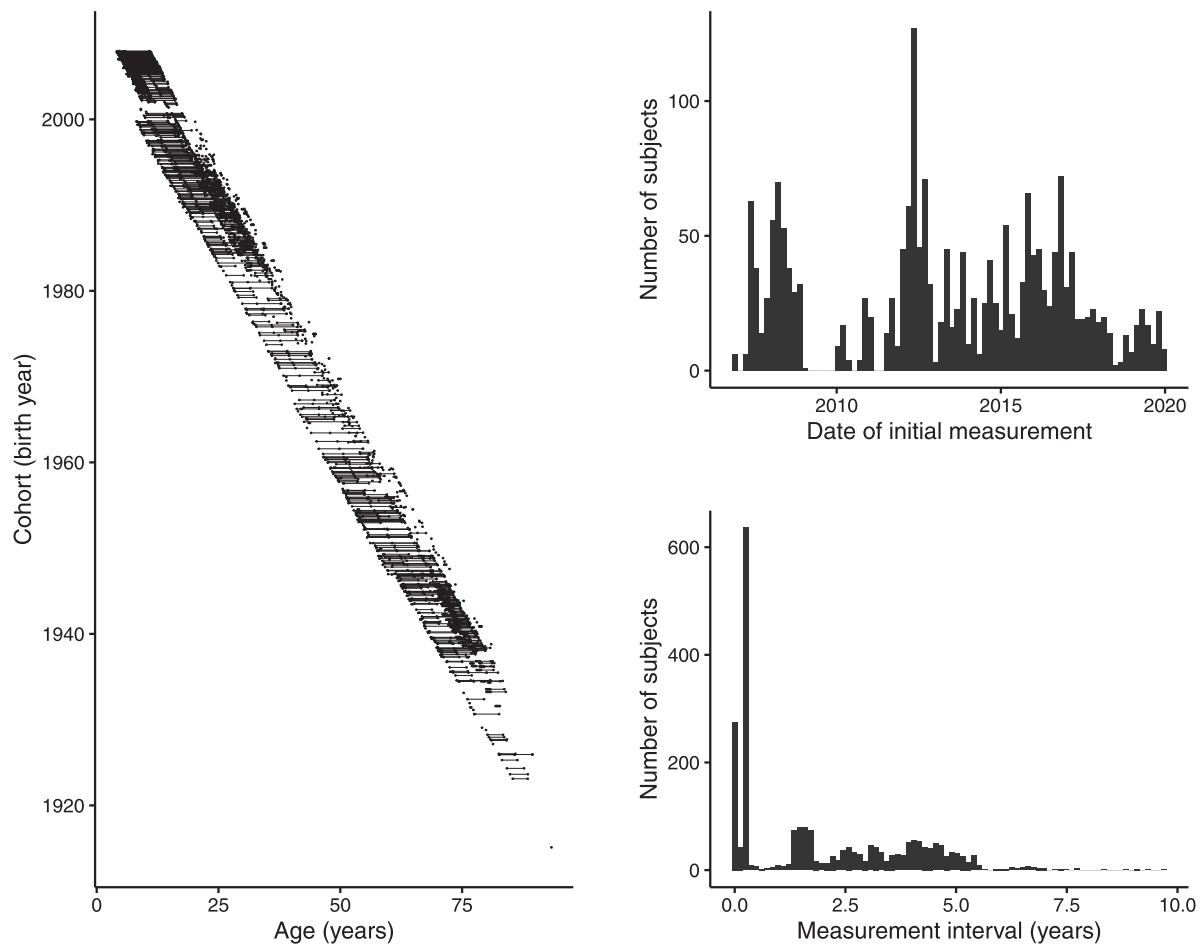 2000
1980
1960
1940
1920
Cohort (birth year)
0 25 50 75
Age (years)
100
50
0
Number of subjects
2010 2015 2020
Date of initial measurement
600
400
200
0
Number of subjects
0.0 2.5 5.0 7.5 10.0
Measurement interval (years)